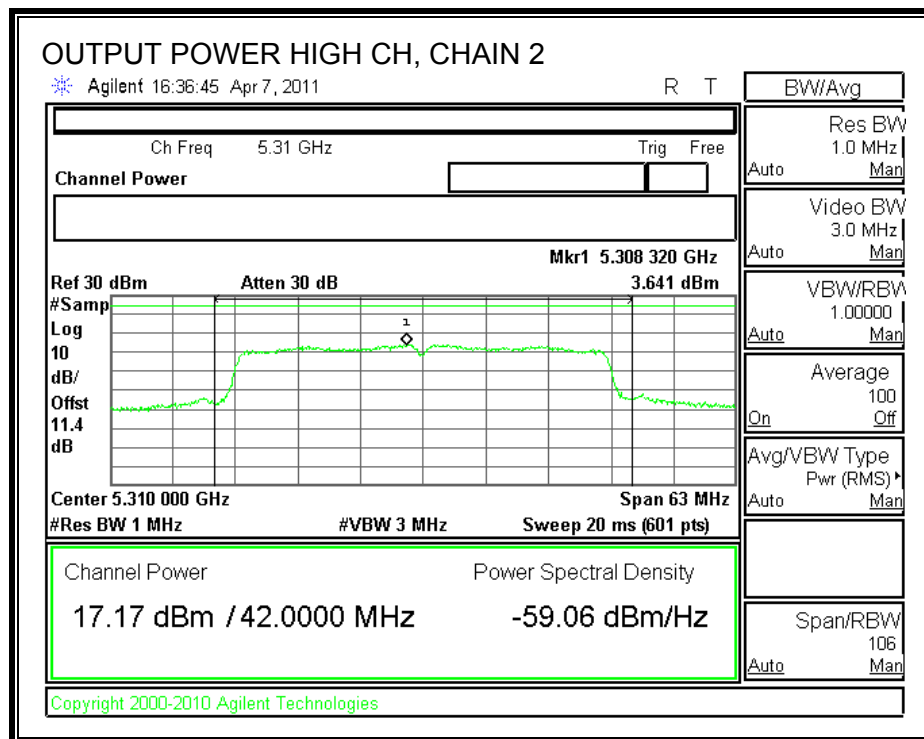 OUTPUT POWER HIGH CH, CHAIN 2
Agilent 16:36:45 Apr 7, 2011 R T
Ch Freq 5.31 GHz Trig Free
Channel Power
Mkr1 5.308 320 GHz
Ref 30 dBm Atten 30 dB 3.641 dBm
#Samp
Log
10
dB/
Offst
11.4
dB
1
Center 5.310 000 GHz Span 63 MHz
#Res BW 1 MHz #VBW 3 MHz Sweep 20 ms (601 pts)
Channel Power Power Spectral Density
17.17 dBm / 42.0000 MHz -59.06 dBm/Hz
Copyright 2000-2010 Agilent Technologies
BW/Avg
Res BW
1.0 MHz
Auto Man
Video BW
3.0 MHz
Auto Man
VBW/RBW
1.00000
Auto Man
Average
100
On Off
Avg/VBW Type
Pwr (RMS)
Auto Man
Span/RBW
106
Auto Man